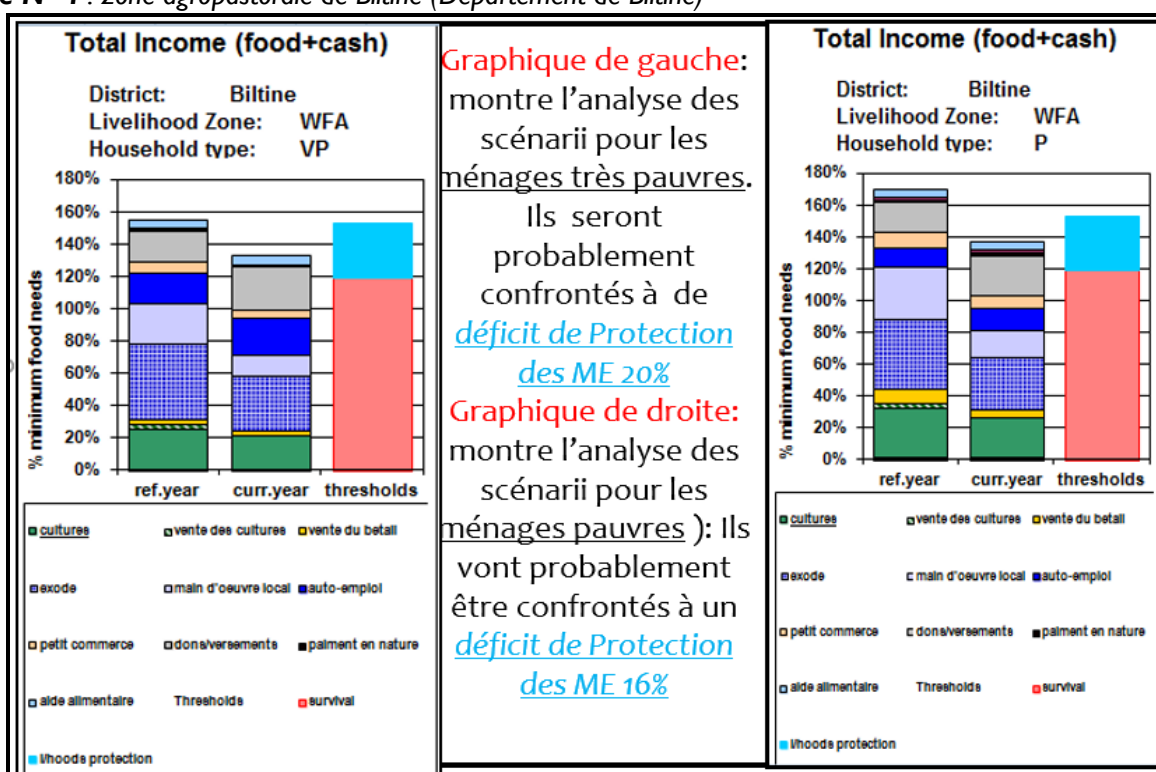 e N° 1 : Zone agropastorale de Biltine (Département de Biltine)
Total Income (food+cash)
District: Biltine
Livelihood Zone: WFA
Household type: VP
% minimum food needs
180%
160%
140%
120%
100%
80%
60%
40%
20%
0%
ref.year curr.year thresholds
cultures vente des cultures vente du betail
exode main d'oeuvre local auto-emploi
petit commerce dons/versements paiment en nature
aide alimentaire Thresholds survival
l/hoods protection
Graphique de gauche:
montre l'analyse des
scénarii pour les
ménages très pauvres.
Ils seront
probablement
confrontés à de
déficit de Protection
des ME 20%
Graphique de droite:
montre l'analyse des
scénarii pour les
ménages pauvres ): Ils
vont probablement
être confrontés à un
déficit de Protection
des ME 16%
Total Income (food+cash)
District: Biltine
Livelihood Zone: WFA
Household type: P
% minimum food needs
180%
160%
140%
120%
100%
80%
60%
40%
20%
0%
ref.year curr.year thresholds
cultures vente des cultures vente du betail
exode main d'oeuvre local auto-emploi
petit commerce dons/versements paiment en nature
aide alimentaire Thresholds survival
l/hoods protection